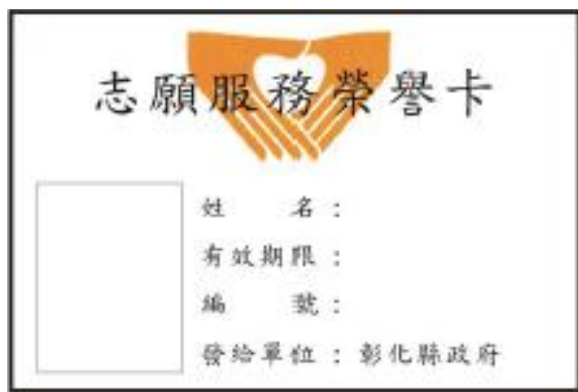 志願服務榮譽卡
姓 名：
有效期限：
編 號：
發給單位：彰化縣政府